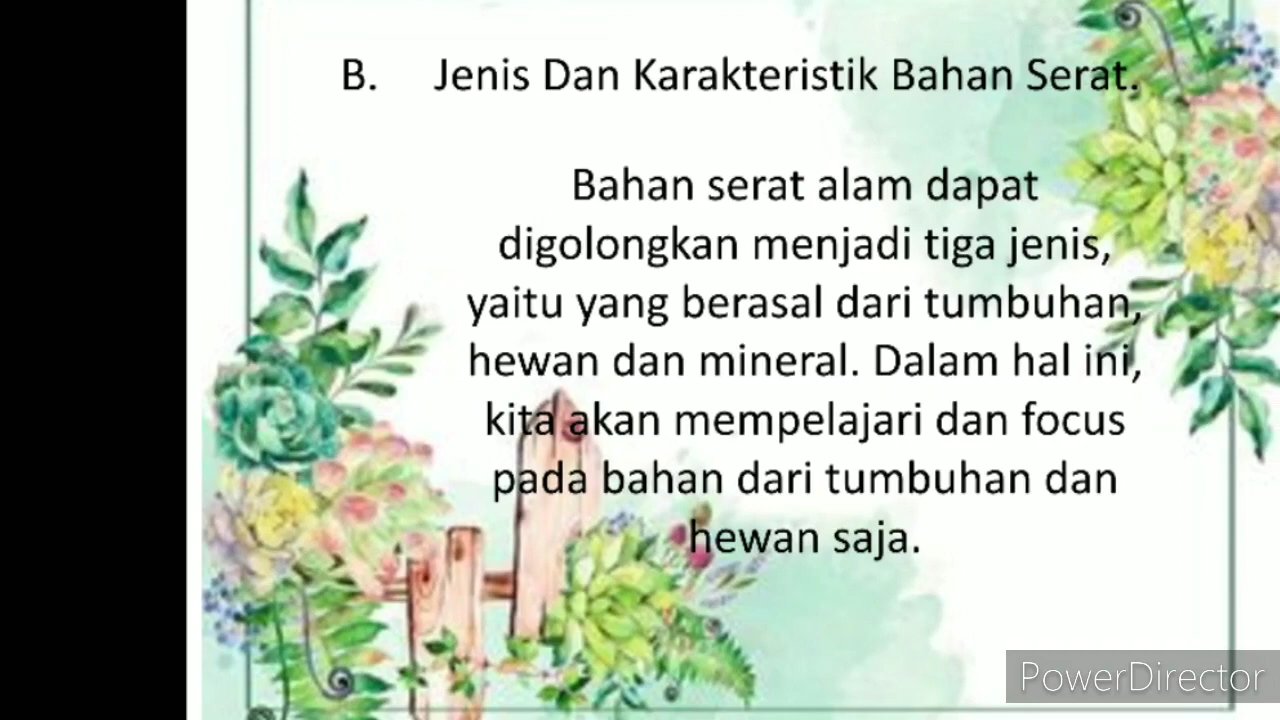 B. Jenis Dan Karakteristik Bahan Serat.
Bahan serat alam dapat
digolongkan menjadi tiga jenis,
yaitu yang berasal dari tumbuhan,
hewan dan mineral. Dalam hal ini,
kita akan mempelajari dan focus
pada bahan dari tumbuhan dan
hewan saja.
PowerDirector